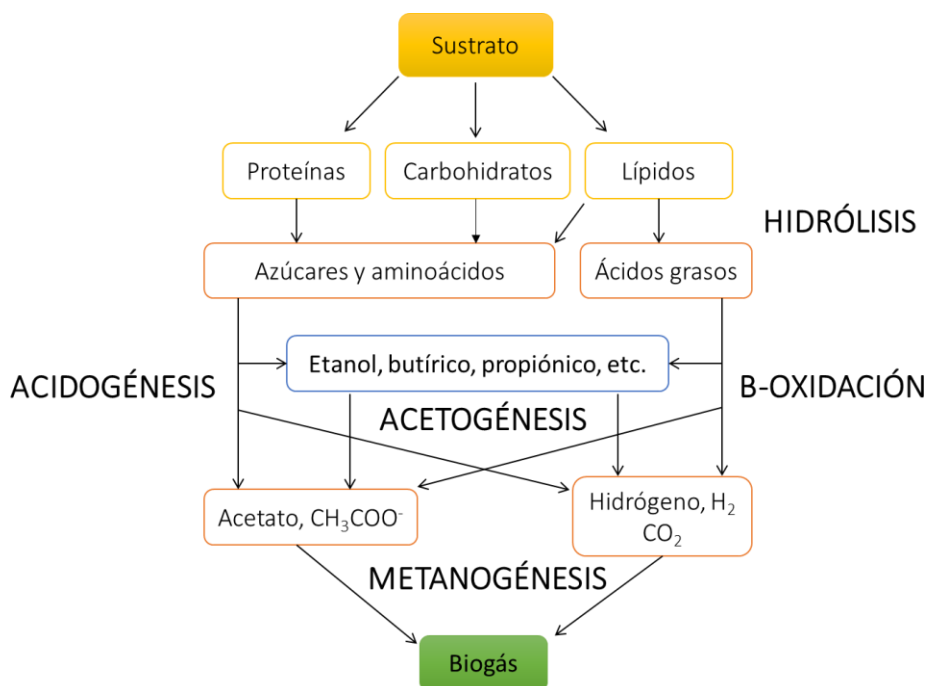 Sustrato
Proteínas
Carbohidratos
Lípidos
HIDRÓLISIS
Azúcares y aminoácidos
Ácidos grasos
Etanol, butírico, propiónico, etc.
ACIDOGÉNESIS
B-OXIDACIÓN
ACETOGÉNESIS
Acetato, CH₃COO⁻
Hidrógeno, H₂
CO₂
METANOGÉNESIS
Biogás